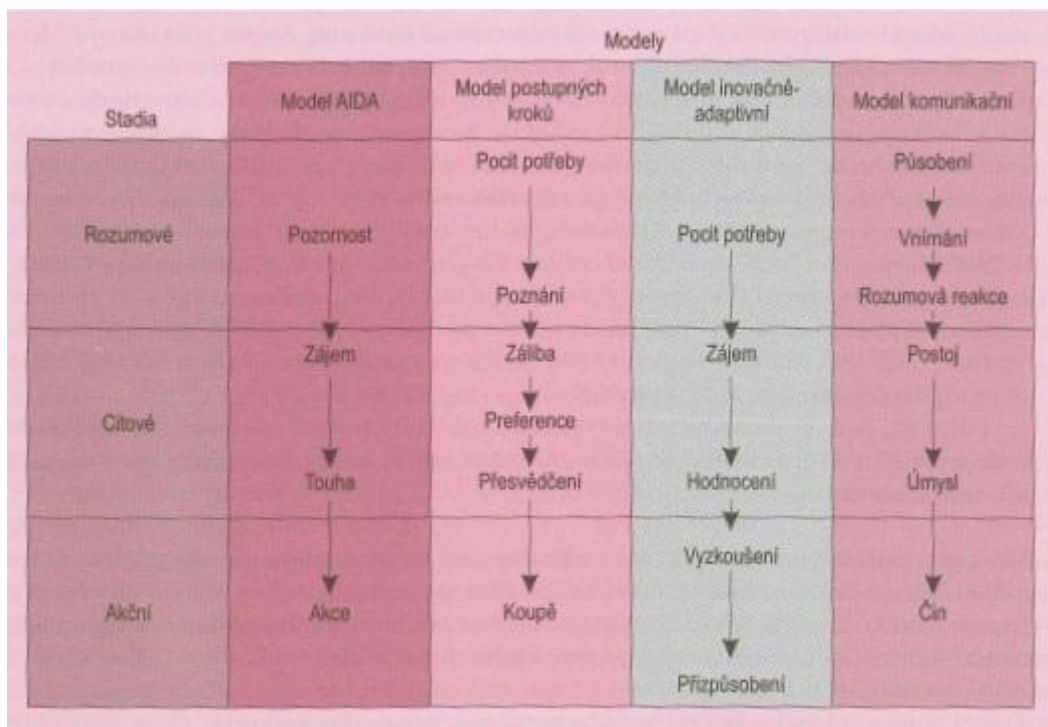 Modely
Stadia
Model AIDA
Model postupných
kroků
Model inovačně-
adaptivní
Model komunikační
Rozumové
Pozornost
Pocit potřeby
Poznání
Pocit potřeby
Působení
Vnímání
Rozumová reakce
Citové
Zájem
Touha
Záliba
Preference
Přesvědčení
Zájem
Hodnocení
Postoj
Úmysl
Akční
Akce
Koupě
Vyzkoušení
Přizpůsobení
Čin